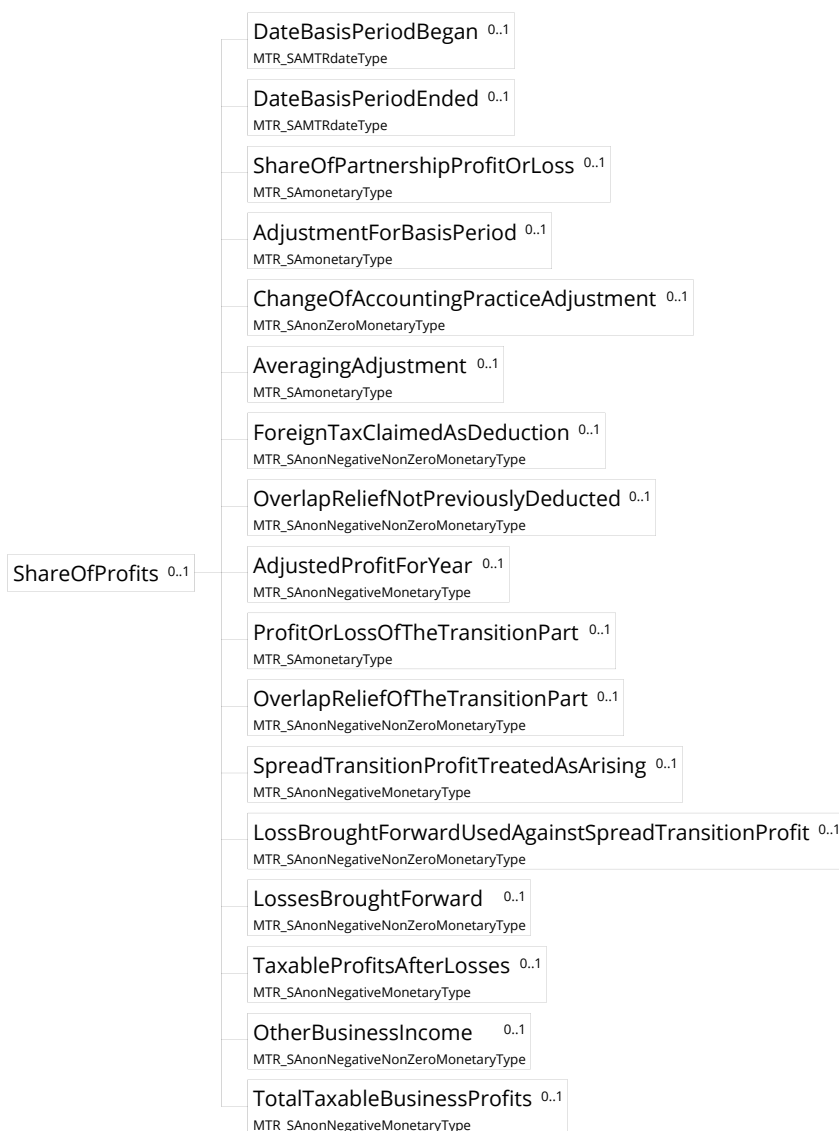 DateBasisPeriodBegan 0..1
MTR_SAMTRdateType
DateBasisPeriodEnded 0..1
MTR_SAMTRdateType
ShareOfPartnershipProfitOrLoss 0..1
MTR_SAmonetaryType
AdjustmentForBasisPeriod 0..1
MTR_SAmonetaryType
ChangeOfAccountingPracticeAdjustment 0..1
MTR_SAnonZeroMonetaryType
AveragingAdjustment 0..1
MTR_SAmonetaryType
ForeignTaxClaimedAsDeduction 0..1
MTR_SAnonNegativeNonZeroMonetaryType
OverlapReliefNotPreviouslyDeducted 0..1
MTR_SAnonNegativeNonZeroMonetaryType
ShareOfProfits 0..1
AdjustedProfitForYear 0..1
MTR_SAnonNegativeMonetaryType
ProfitOrLossOfTheTransitionPart 0..1
MTR_SAmonetaryType
OverlapReliefOfTheTransitionPart 0..1
MTR_SAnonNegativeNonZeroMonetaryType
SpreadTransitionProfitTreatedAsArising 0..1
MTR_SAnonNegativeMonetaryType
LossBroughtForwardUsedAgainstSpreadTransitionProfit 0..1
MTR_SAnonNegativeNonZeroMonetaryType
LossesBroughtForward 0..1
MTR_SAnonNegativeNonZeroMonetaryType
TaxableProfitsAfterLosses 0..1
MTR_SAnonNegativeMonetaryType
OtherBusinessIncome 0..1
MTR_SAnonNegativeNonZeroMonetaryType
TotalTaxableBusinessProfits 0..1
MTR_SAnonNegativeMonetaryType